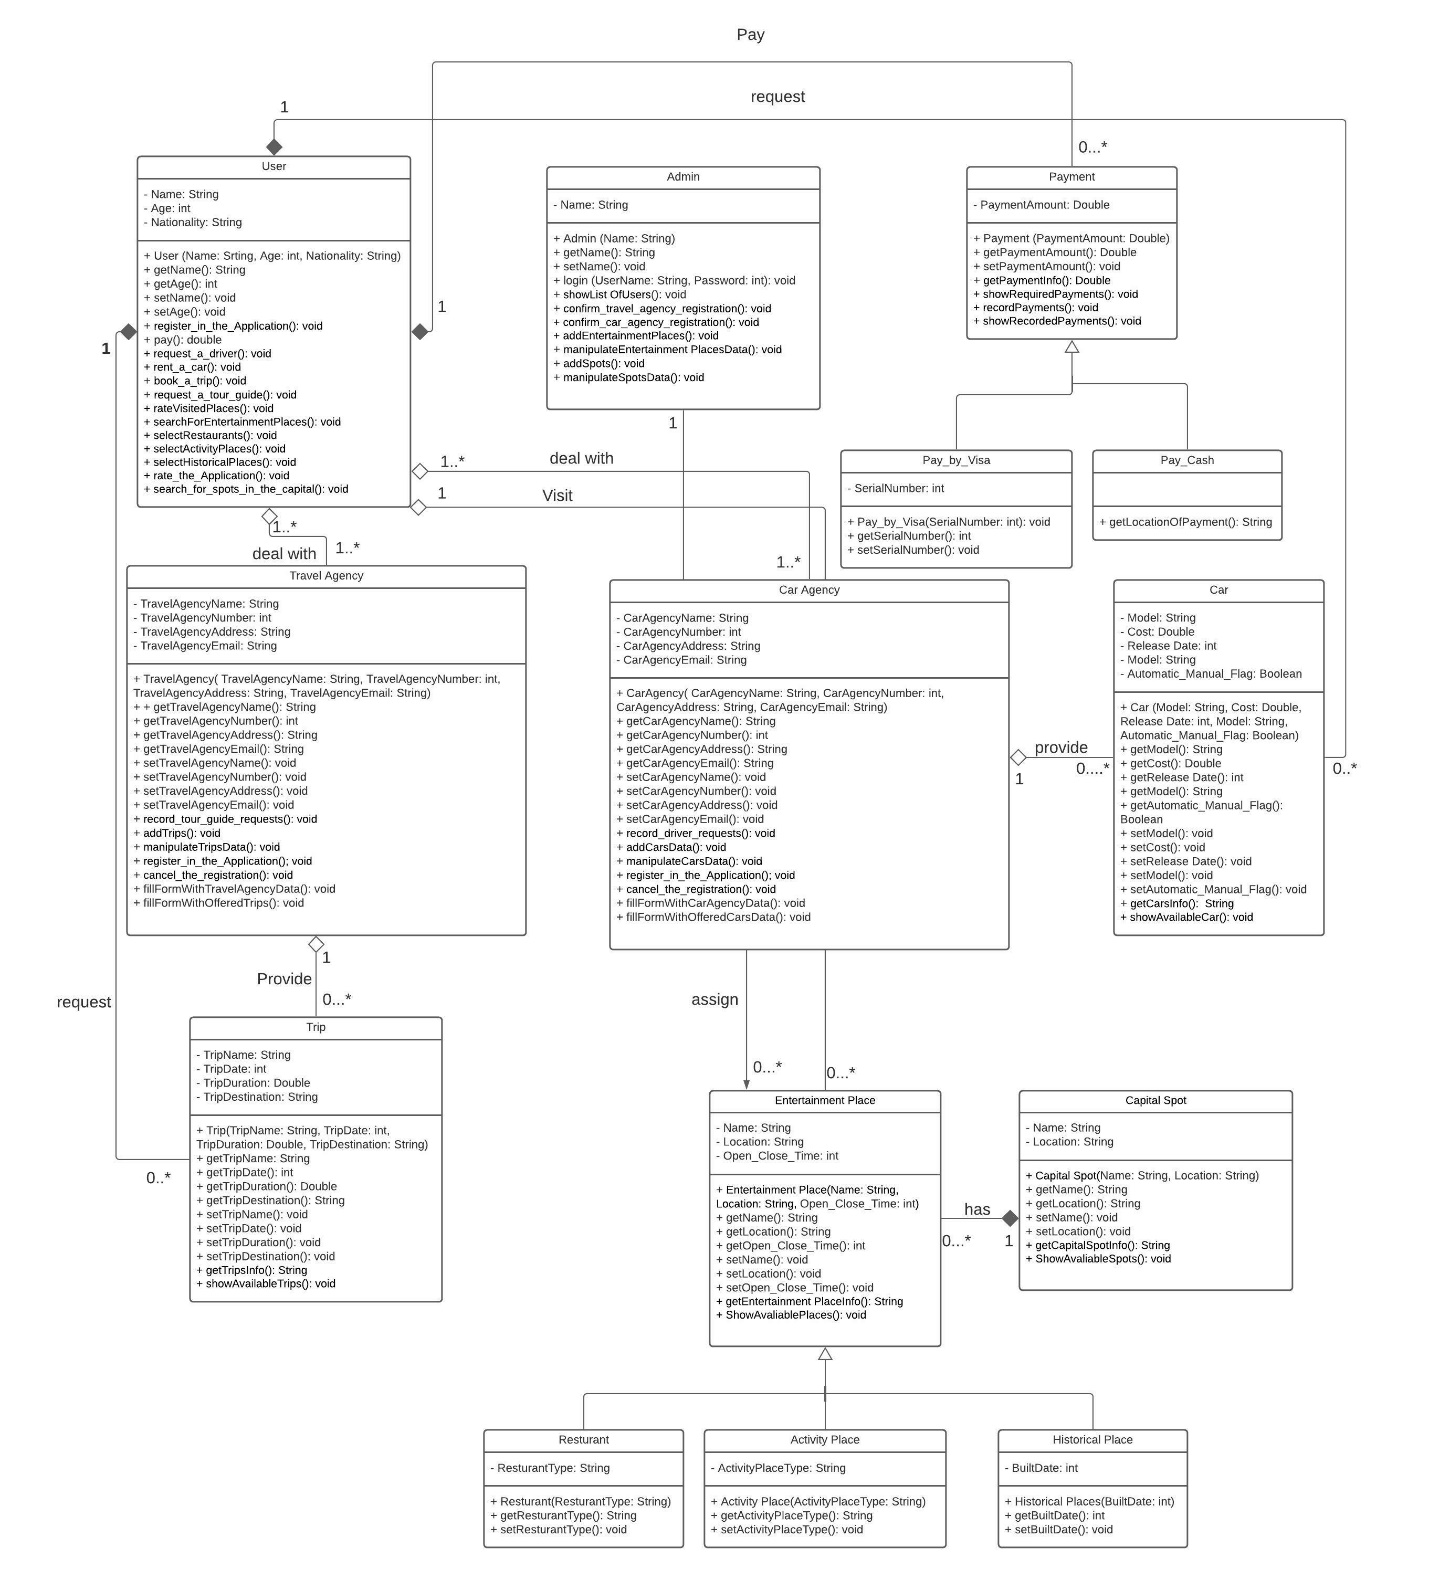 Pay
request
1
0...*
User
- Name: String
- Age: int
- Nationality: String
+ User (Name: Srting, Age: int, Nationality: String)
+ getName(): String
+ getAge(): int
+ setName(): void
+ setAge(): void
+ register_in_the_Application(): void
+ pay(): double
+ request_a_driver(): void
+ rent_a_car(): void
+ book_a_trip(): void
+ request_a_tour_guide(): void
+ rateVisitedPlaces(): void
+ searchForEntertainmentPlaces(): void
+ selectRestaurants(): void
+ selectActivityPlaces(): void
+ selectHistoricalPlaces(): void
+ rate_the_Application(): void
+ search_for_spots_in_the_capital(): void
1
1
Admin
- Name: String
+ Admin (Name: String)
+ getName(): String
+ setName(): void
+ login (UserName: String, Password: int): void
+ showList OfUsers(): void
+ confirm_travel_agency_registration(): void
+ confirm_car_agency_registration(): void
+ addEntertainmentPlaces(): void
+ manipulateEntertainment PlacesData(): void
+ addSpots(): void
+ manipulateSpotsData(): void
1
Payment
- PaymentAmount: Double
+ Payment (PaymentAmount: Double)
+ getPaymentAmount(): Double
+ setPaymentAmount(): void
+ getPaymentInfo(): Double
+ showRequiredPayments(): void
+ recordPayments(): void
+ showRecordedPayments(): void
Pay_by_Visa
- SerialNumber: int
+ Pay_by_Visa(SerialNumber: int): void
+ getSerialNumber(): int
+ setSerialNumber(): void
Pay_Cash
+ getLocationOfPayment(): String
1..*
deal with
1
Visit
1..*
deal with
1..*
1..*
Travel Agency
- TravelAgencyName: String
- TravelAgencyNumber: int
- TravelAgencyAddress: String
- TravelAgencyEmail: String
+ TravelAgency( TravelAgencyName: String, TravelAgencyNumber: int,
TravelAgencyAddress: String, TravelAgencyEmail: String)
+ + getTravelAgencyName(): String
+ getTravelAgencyNumber(): int
+ getTravelAgencyAddress(): String
+ getTravelAgencyEmail(): String
+ setTravelAgencyName(): void
+ setTravelAgencyNumber(): void
+ setTravelAgencyAddress(): void
+ setTravelAgencyEmail(): void
+ record_tour_guide_requests(): void
+ addTrips(): void
+ manipulateTripsData(): void
+ register_in_the_Application(); void
+ cancel_the_registration(): void
+ fillFormWithTravelAgencyData(): void
+ fillFormWithOfferedTrips(): void
Car Agency
- CarAgencyName: String
- CarAgencyNumber: int
- CarAgencyAddress: String
- CarAgencyEmail: String
+ CarAgency( CarAgencyName: String, CarAgencyNumber: int,
CarAgencyAddress: String, CarAgencyEmail: String)
+ getCarAgencyName(): String
+ getCarAgencyNumber(): int
+ getCarAgencyAddress(): String
+ getCarAgencyEmail(): String
+ setCarAgencyName(): void
+ setCarAgencyNumber(): void
+ setCarAgencyAddress(): void
+ setCarAgencyEmail(): void
+ record_driver_requests(): void
+ addCarsData(): void
+ manipulateCarsData(): void
+ register_in_the_Application(); void
+ cancel_the_registration(): void
+ fillFormWithCarAgencyData(): void
+ fillFormWithOfferedCarsData(): void
provide
1
0....*
Car
- Model: String
- Cost: Double
- Release Date: int
- Model: String
- Automatic_Manual_Flag: Boolean
+ Car (Model: String, Cost: Double,
Release Date: int, Model: String,
Automatic_Manual_Flag: Boolean)
+ getModel(): String
+ getCost(): Double
+ getRelease Date(): int
+ getModel(): String
+ getAutomatic_Manual_Flag():
Boolean
+ setModel(): void
+ setCost(): void
+ setRelease Date(): void
+ setModel(): void
+ setAutomatic_Manual_Flag(): void
+ getCarsInfo(): String
+ showAvailableCar(): void
0..*
1
Provide
0...*
request
0..*
Trip
- TripName: String
- TripDate: int
- TripDuration: Double
- TripDestination: String
+ Trip(TripName: String, TripDate: int,
TripDuration: Double, TripDestination: String)
+ getTripName: String
+ getTripDate(): int
+ getTripDuration(): Double
+ getTripDestination(): String
+ setTripName(): void
+ setTripDate(): void
+ setTripDuration(): void
+ setTripDestination(): void
+ getTripsInfo(): String
+ showAvailableTrips(): void
assign
0...*
0...*
Entertainment Place
- Name: String
- Location: String
- Open_Close_Time: int
+ Entertainment Place(Name: String,
Location: String, Open_Close_Time: int)
+ getName(): String
+ getLocation(): String
+ getOpen_Close_Time(): int
+ setName(): void
+ setLocation(): void
+ setOpen_Close_Time(): void
+ getEntertainment PlaceInfo(): String
+ ShowAvaliablePlaces(): void
has
0...*
1
Capital Spot
- Name: String
- Location: String
+ Capital Spot(Name: String, Location: String)
+ getName(): String
+ getLocation(): String
+ setName(): void
+ setLocation(): void
+ getCapitalSpotInfo(): String
+ ShowAvaliableSpots(): void
Resturant
- ResturantType: String
+ Resturant(ResturantType: String)
+ getResturantType(): String
+ setResturantType(): void
Activity Place
- ActivityPlaceType: String
+ Activity Place(ActivityPlaceType: String)
+ getActivityPlaceType(): String
+ setActivityPlaceType(): void
Historical Place
- BuiltDate: int
+ Historical Places(BuiltDate: int)
+ getBuiltDate(): int
+ setBuiltDate(): void